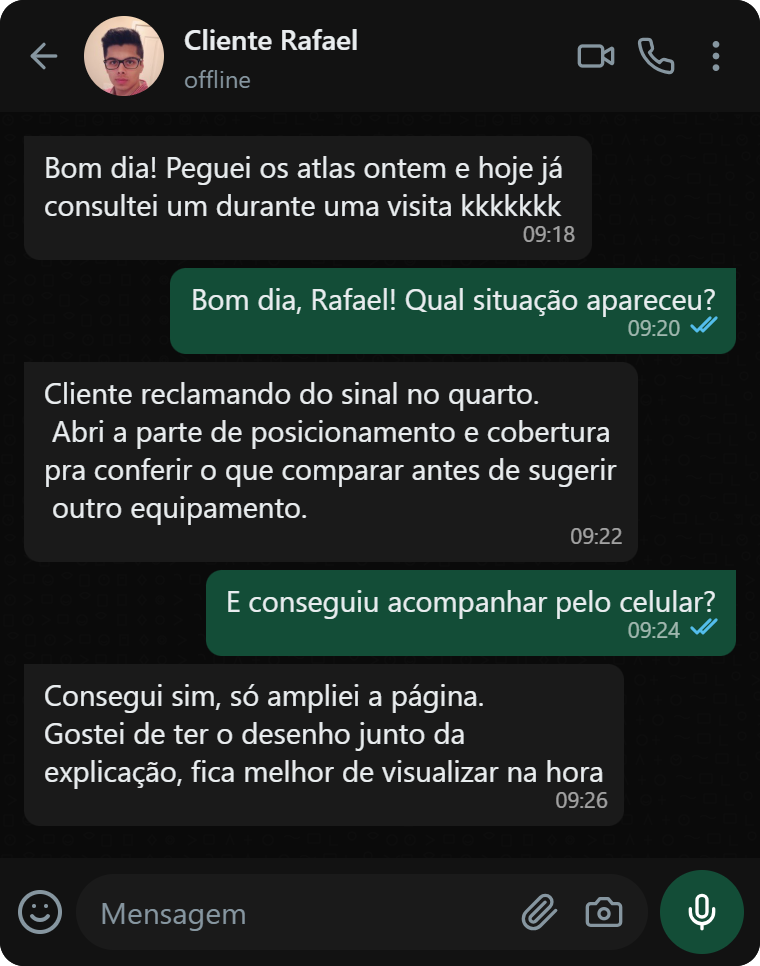 Cliente Rafael
offline
Bom dia! Peguei os atlas ontem e hoje já
consultei um durante uma visita kkkkkkk
09:18
Bom dia, Rafael! Qual situação apareceu?
09:20
Cliente reclamando do sinal no quarto.
Abri a parte de posicionamento e cobertura
pra conferir o que comparar antes de sugerir
outro equipamento.
09:22
E conseguiu acompanhar pelo celular?
09:24
Consegui sim, só ampliei a página.
Gostei de ter o desenho junto da
explicação, fica melhor de visualizar na hora
09:26
Mensagem